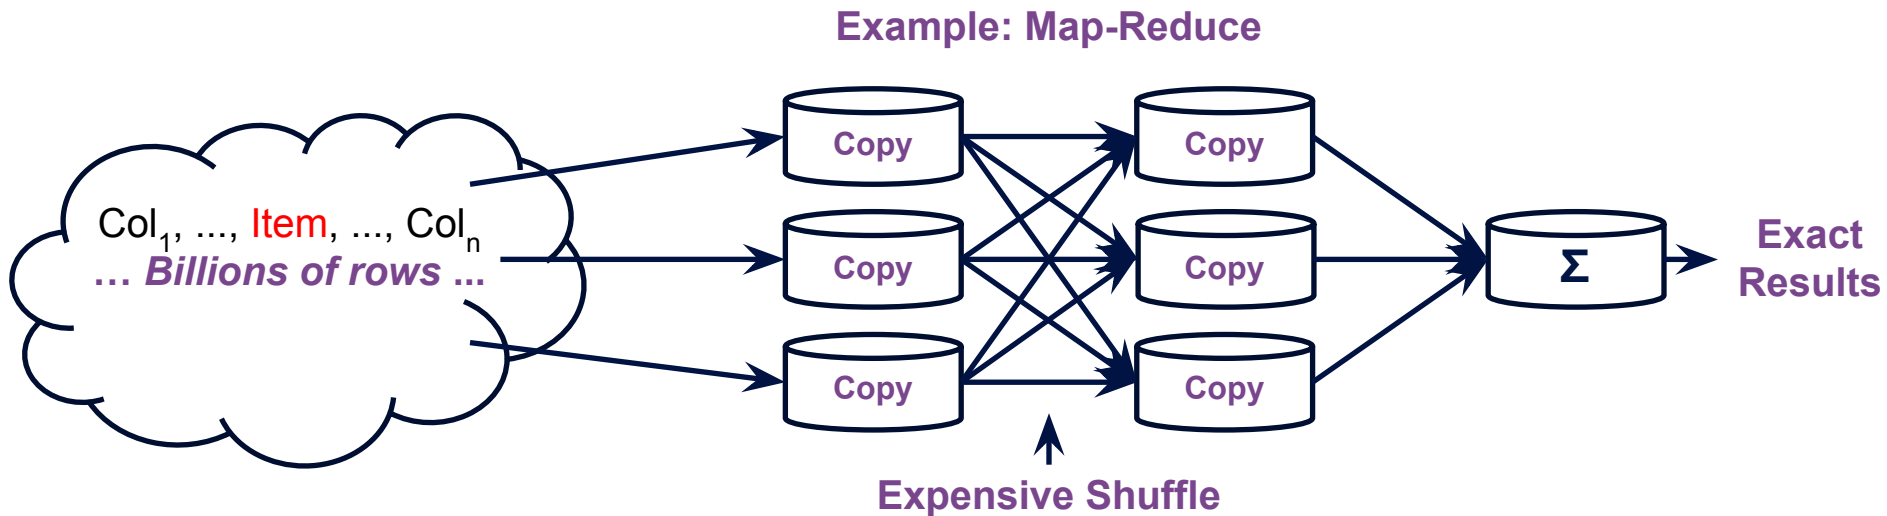 Example: Map-Reduce
Col1, ..., Item, ..., Coln
... Billions of rows ...
Copy
Copy
Copy
Copy
Copy
Copy
Σ
Exact
Results
Expensive Shuffle